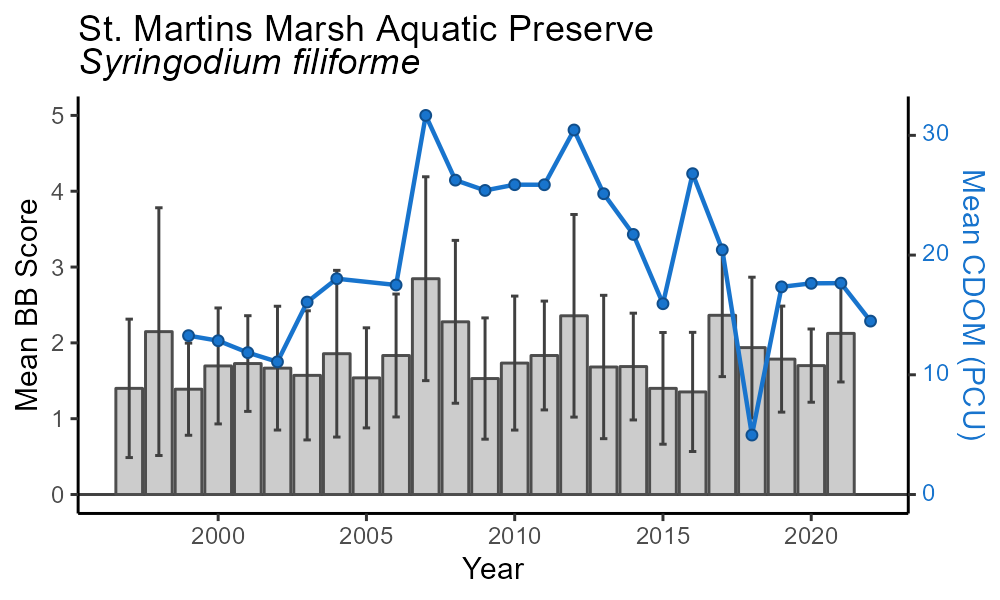 St. Martins Marsh Aquatic Preserve
Syringodium filiforme
Mean BB Score
5
4
3
2
1
0
30
20
10
0
Mean CDOM (PCU)
2000 2005 2010 2015 2020
Year